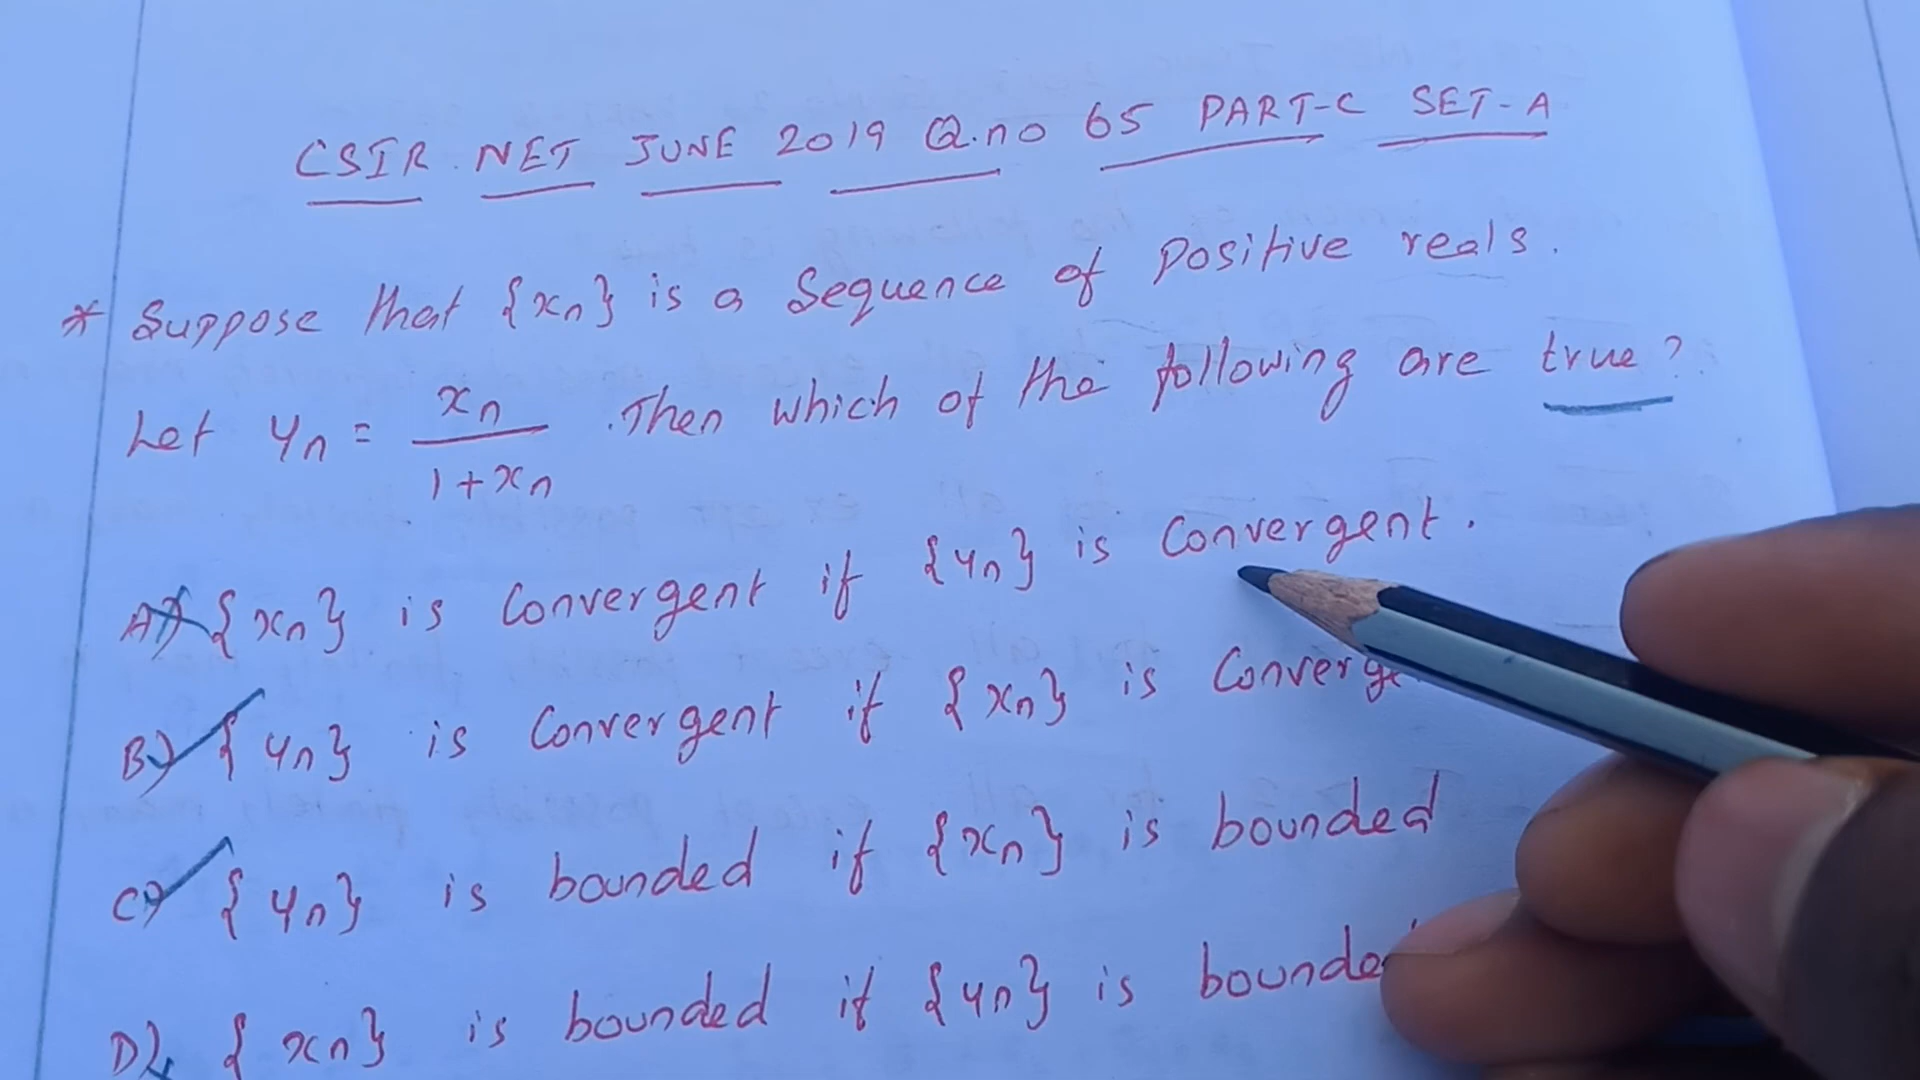 CSIR NET JUNE 2019 Q.no 65 PART-C SET-A
* Suppose that {xn} is a Sequence of Positive reals.
Let yn = xn / 1+xn . Then which of the following are true?
A) {xn} is Convergent if {yn} is Convergent.
B) {yn} is Convergent if {xn} is
C) {yn} is bounded if {xn} is bounded
D) {xn} is bounded if {yn} is